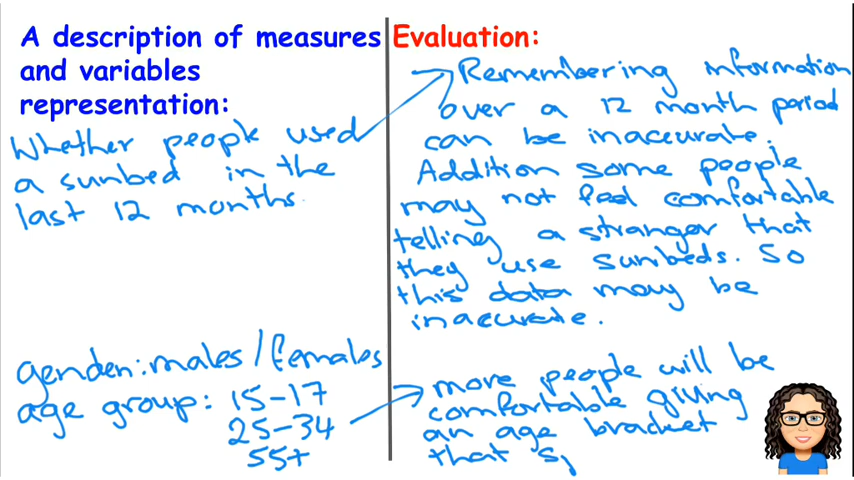 A description of measures
and variables
representation:
Whether people used
a sunbed in the
last 12 months
gender: males/females
age group: 15-17
25-34
55+
Evaluation:
Remembering information
over a 12 month period
can be inaccurate.
Addition some people
may not feel comfortable
telling a stranger that
they use sunbeds. So
this data may be
inaccurate.
more people will be
comfortable giving
an age bracket
that